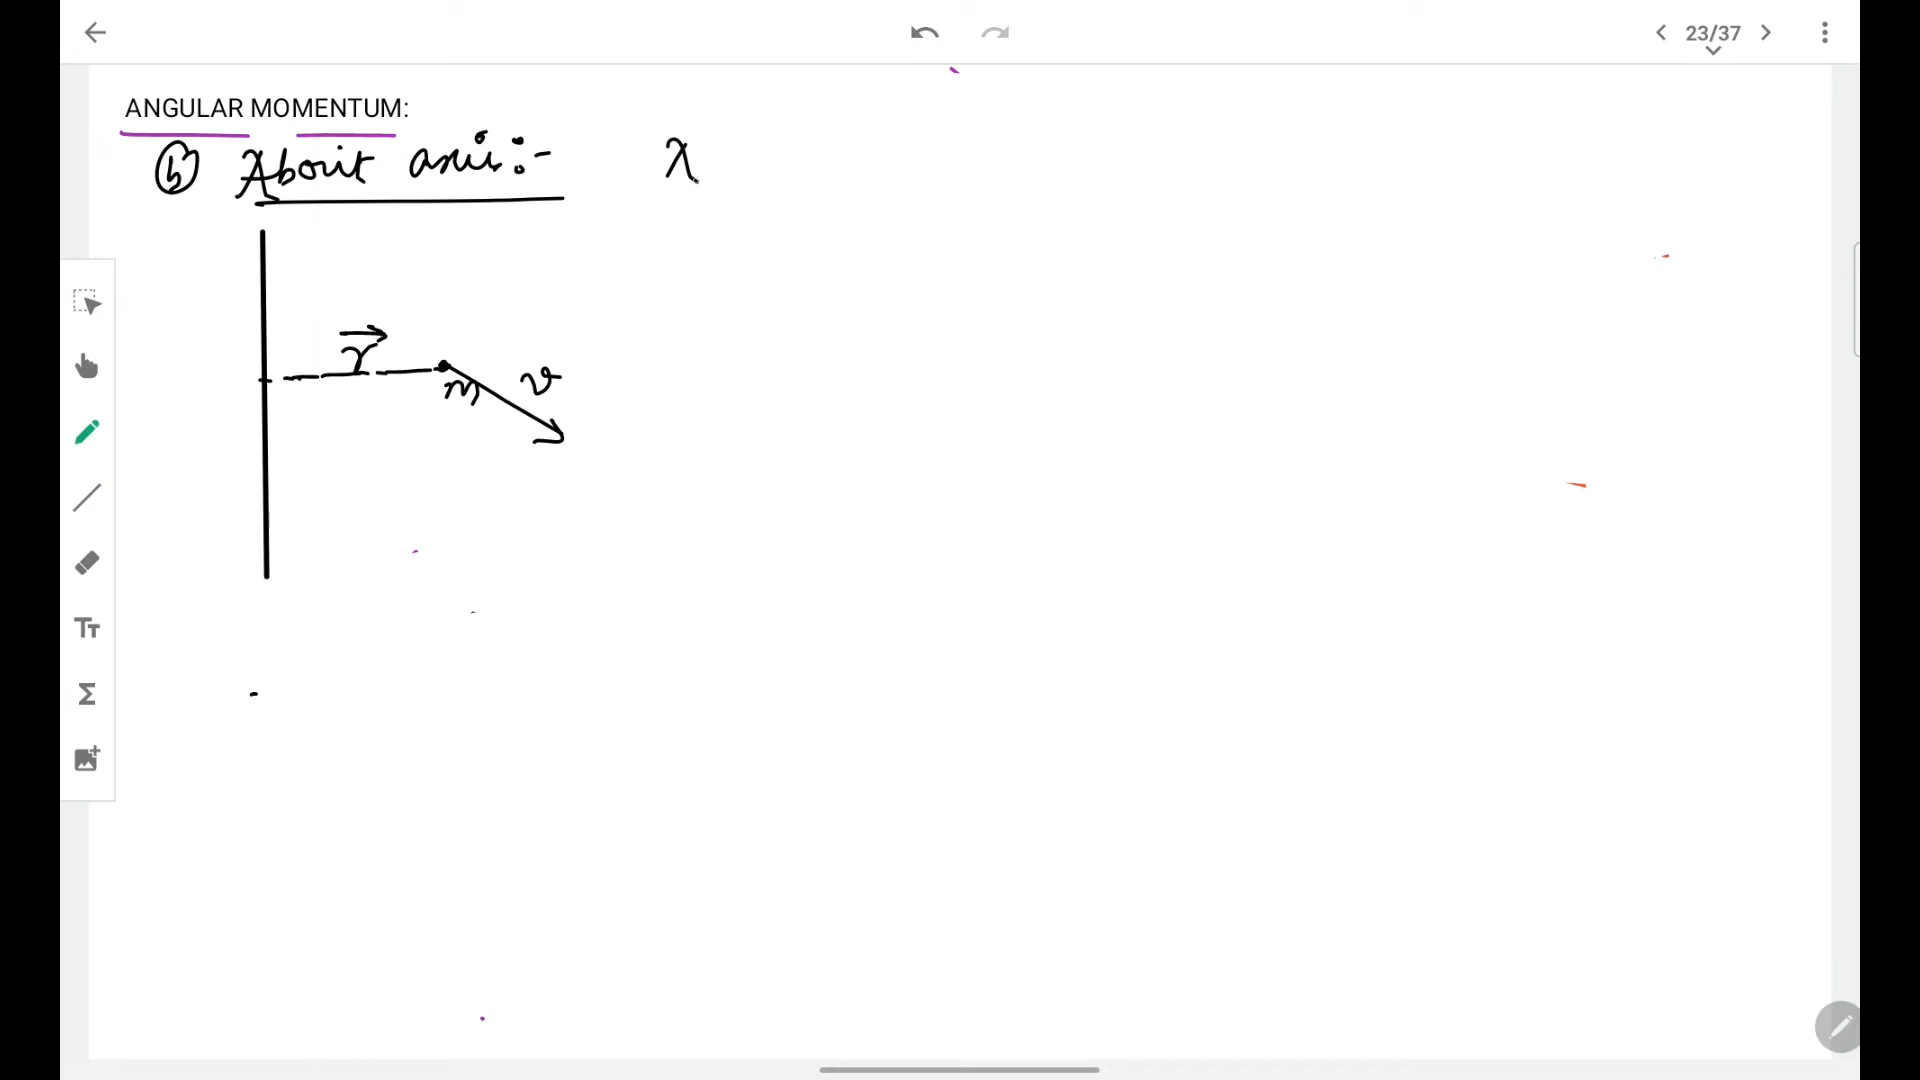 23/37
ANGULAR MOMENTUM:
(b) About axis :- λ
r⃗
m v